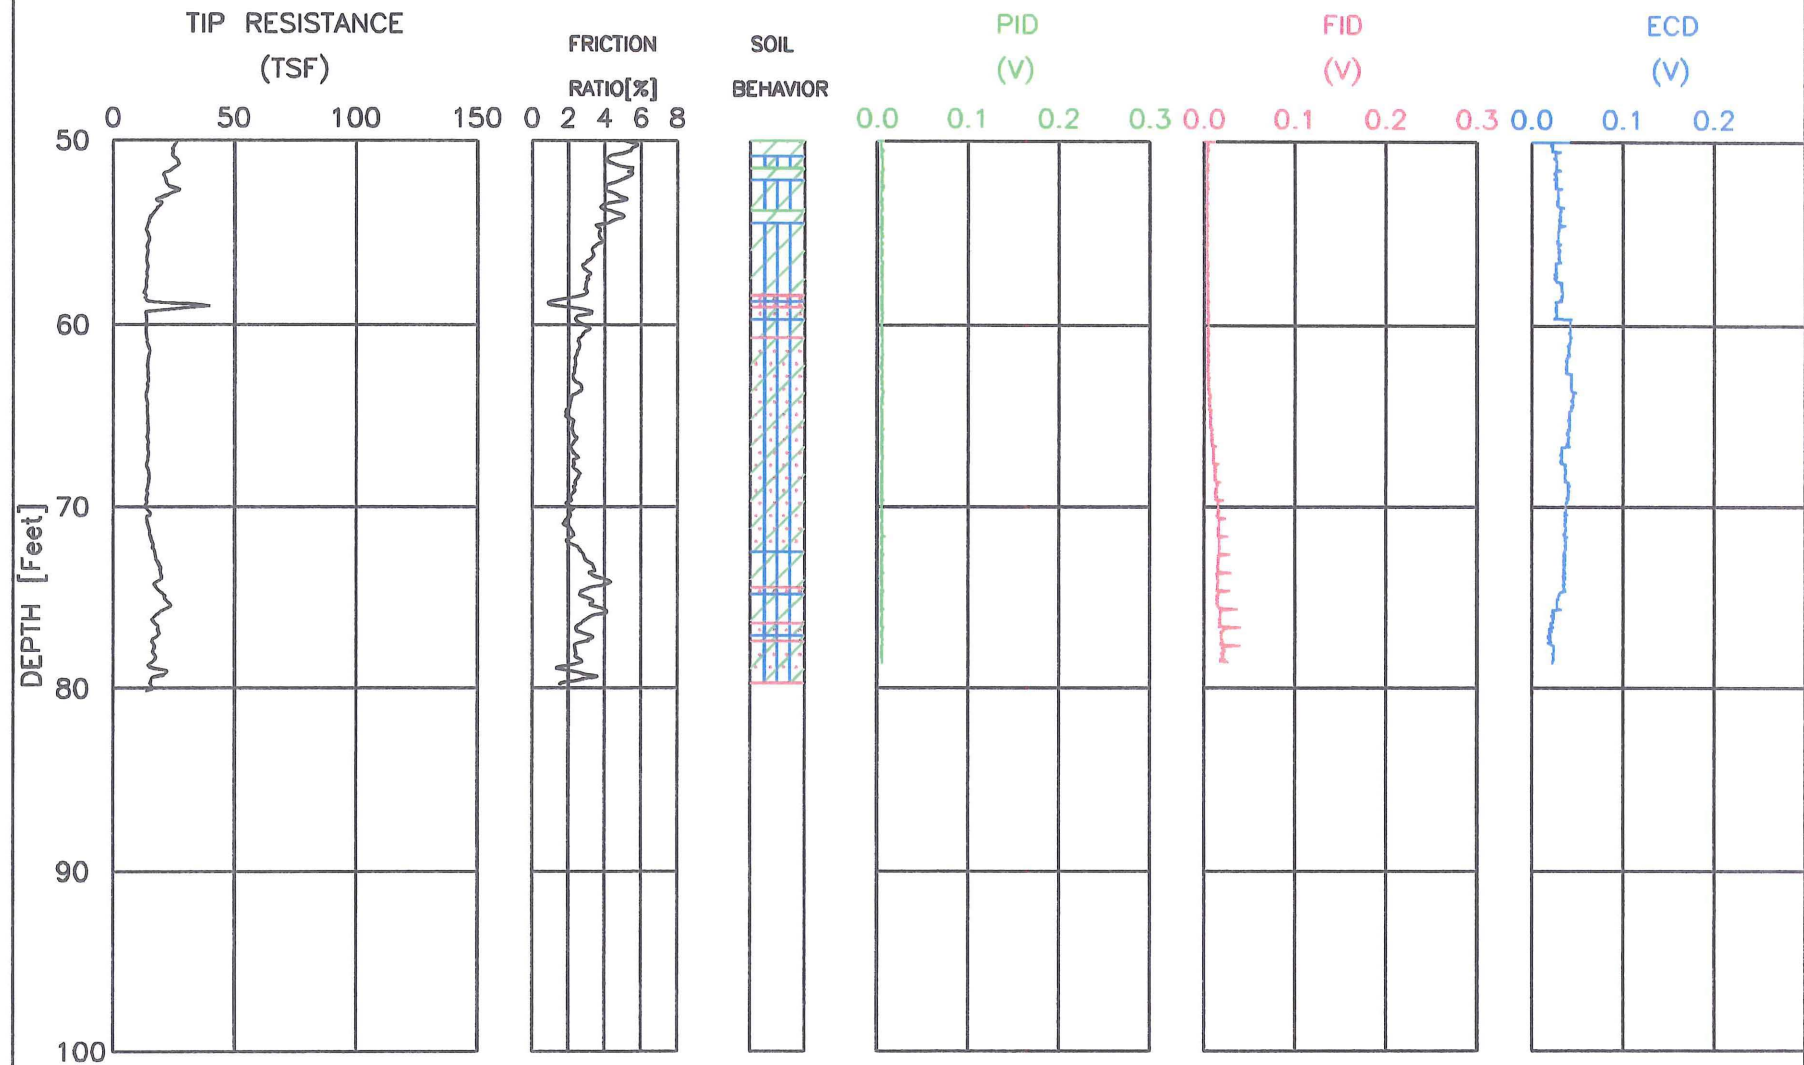 TIP RESISTANCE
(TSF)
0 50 100 150
FRICTION
RATIO[%]
0 2 4 6 8
SOIL
BEHAVIOR
PID
(V)
0.0 0.1 0.2 0.3
FID
(V)
0.0 0.1 0.2 0.3
ECD
(V)
0.0 0.1 0.2
DEPTH [Feet]
50
60
70
80
90
100